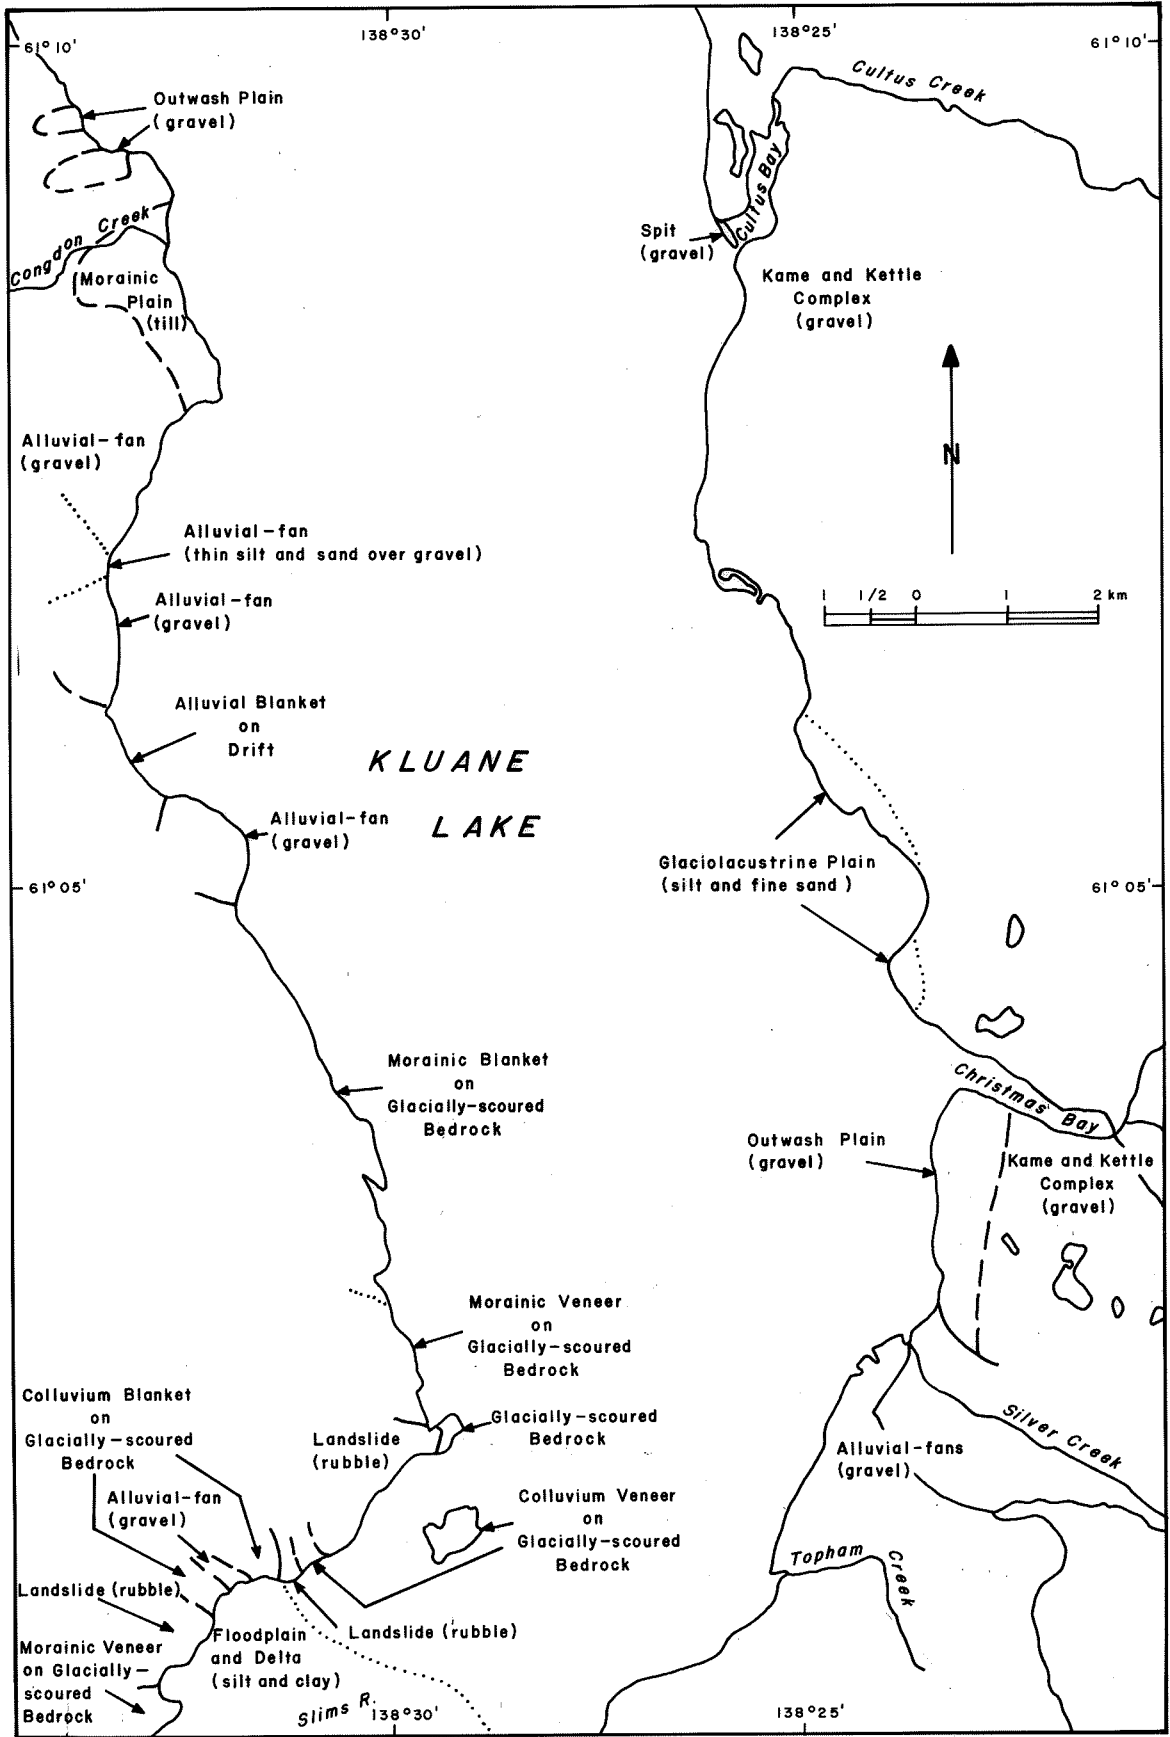 138°30'
138°25'
61°10'
61°10'
Cultus Creek
Outwash Plain
(gravel)
Cultus Bay
Congdon Creek
Spit
(gravel)
Morainic
Plain
(till)
Kame and Kettle
Complex
(gravel)
N
Alluvial-fan
(gravel)
Alluvial-fan
(thin silt and sand over gravel)
1 1/2 0 1 2 km
Alluvial-fan
(gravel)
Alluvial Blanket
on
Drift
KLUANE
LAKE
Alluvial-fan
(gravel)
Glaciolacustrine Plain
(silt and fine sand)
61°05'
61°05'
Morainic Blanket
on
Glacially-scoured
Bedrock
Christmas Bay
Outwash Plain
(gravel)
Kame and Kettle
Complex
(gravel)
Morainic Veneer
on
Glacially-scoured
Bedrock
Colluvium Blanket
on
Glacially-scoured
Bedrock
Glacially-scoured
Bedrock
Landslide
(rubble)
Silver Creek
Alluvial-fans
(gravel)
Alluvial-fan
(gravel)
Colluvium Veneer
on
Glacially-scoured
Bedrock
Topham Creek
Landslide (rubble)
Landslide (rubble)
Floodplain
and Delta
(silt and clay)
Morainic Veneer
on Glacially-
scoured
Bedrock
Slims R.
138°30'
138°25'